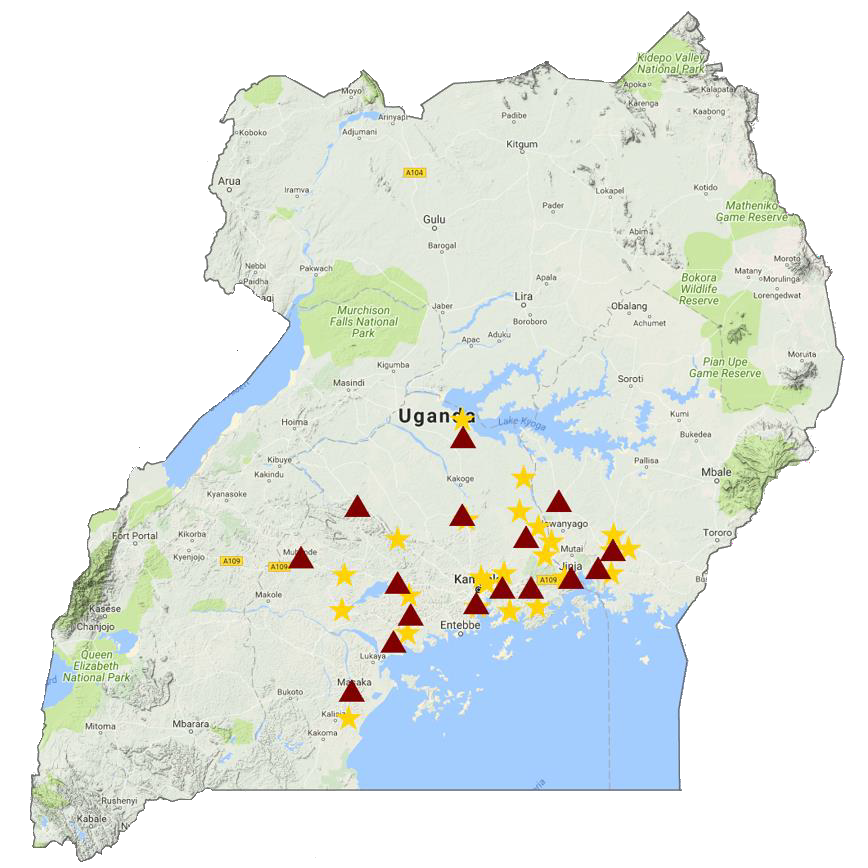 Kidepo Valley
National Park
Moyo
Apoka
Kalapata
Karenga
Kaabong
Arinyapi
Padibe
Koboko
Adjumani
Kitgum
A104
Arua
Iramva
Lokapel
Kotido
Pader
Matheniko
Game Reserve
Gulu
Abim
Barogal
Nebbi
Pakwach
Paidha
Moroto
Matany
Morulinga
Apala
Bokora
Wildlife
Reserve
Lorengedwat
Lira
Jaber
Obalang
Murchison
Falls National
Park
Boroboro
Achumet
Aduku
Apac
Moruita
Pian Upe
Game Reserve
Kigumba
Masindi
Soroti
Uganda
Kumi
Lake Kyoga
Hoima
Bukedea
Kibuye
Pallisa
Kakindu
Mbale
Kakoge
Kyanasoke
Fort Portal
Kikorba
Tororo
Mutai
Kyenjojo
A109
A109
Jinja
A109
Makole
Kasese
Chanjojo
Entebbe
Queen
Elizabeth
National Park
Lukaya
Bukoto
Mitoma
Mbarara
Kakoma
Rushenyi
Kabale